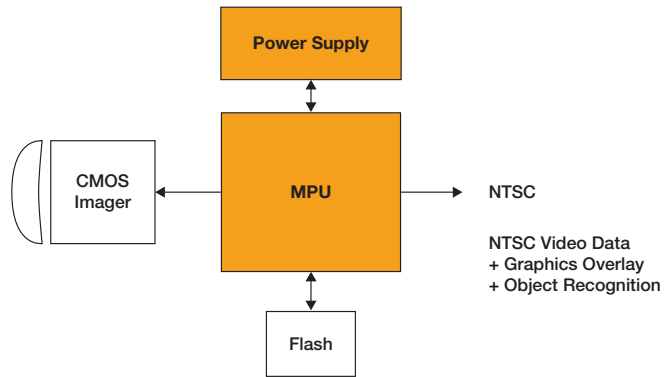 Power Supply
CMOS
Imager
MPU
NTSC
NTSC Video Data
+ Graphics Overlay
+ Object Recognition
Flash